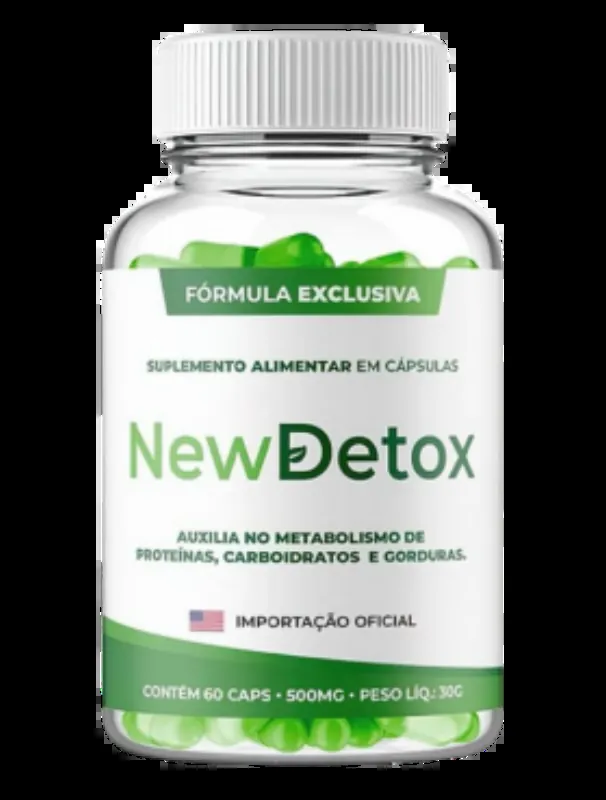 FÓRMULA EXCLUSIVA
SUPLEMENTO ALIMENTAR EM CÁPSULAS
NewDetox
AUXILIA NO METABOLISMO DE
PROTEÍNAS, CARBOIDRATOS E GORDURAS.
IMPORTAÇÃO OFICIAL
CONTÉM 60 CAPS • 500MG • PESO LÍQ.: 30G